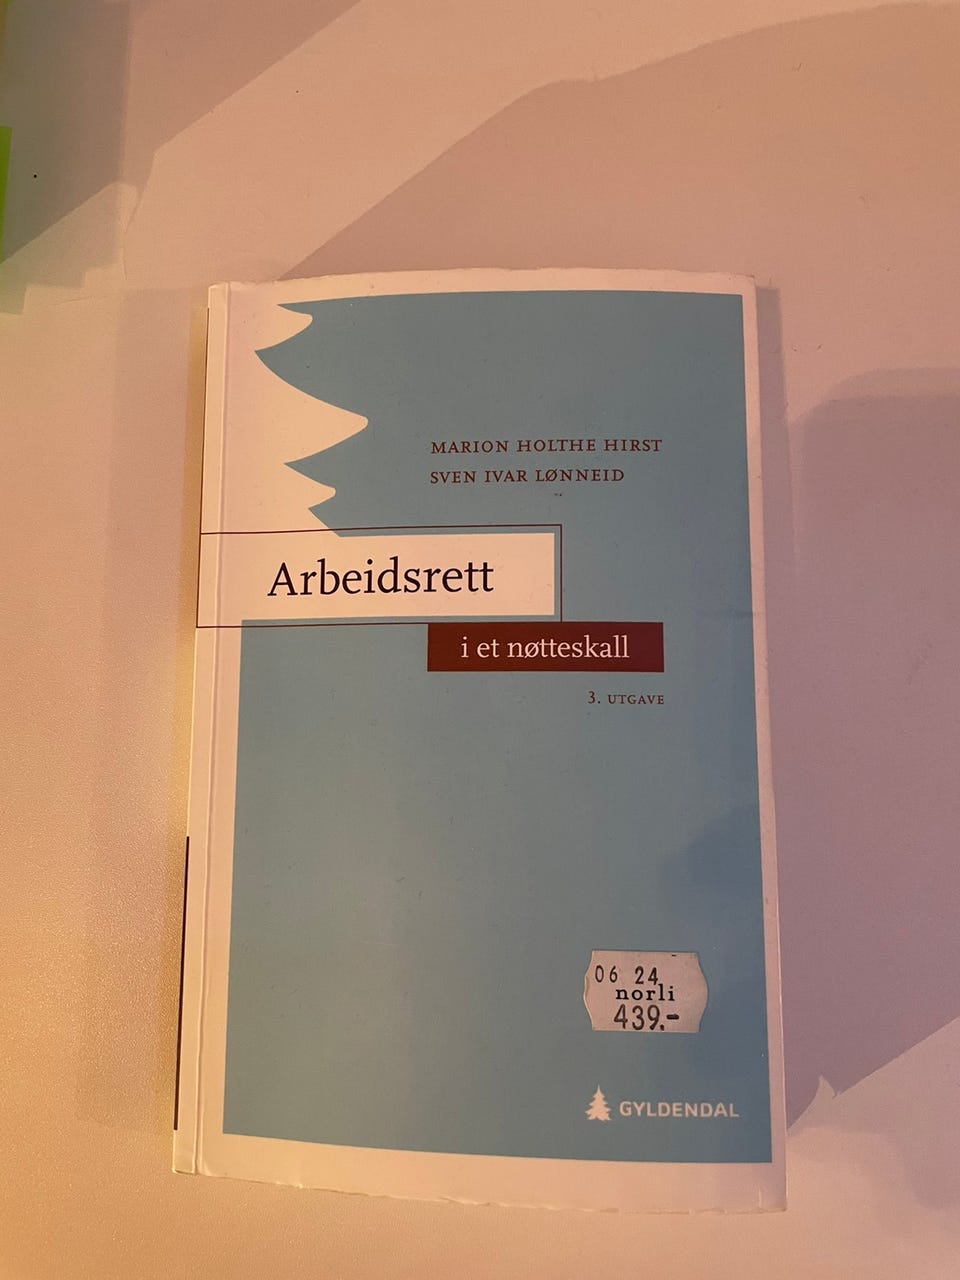 MARION HOLTHE HIRST
SVEN IVAR LØNNEID
Arbeidsrett
i et nøtteskall
3. UTGAVE
06 24
norli
439.-
GYLDENDAL